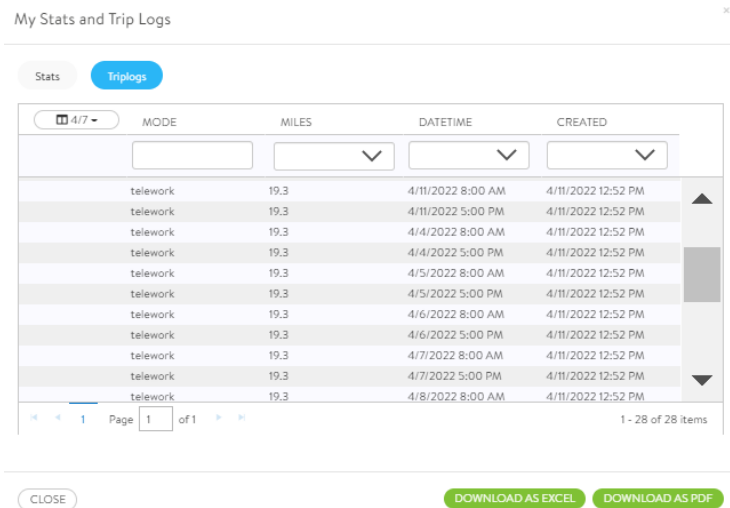 My Stats and Trip Logs
×
Stats Triplogs
4/7 MODE MILES DATETIME CREATED
telework 19.3 4/11/2022 8:00 AM 4/11/2022 12:52 PM
telework 19.3 4/11/2022 5:00 PM 4/11/2022 12:52 PM
telework 19.3 4/4/2022 8:00 AM 4/11/2022 12:52 PM
telework 19.3 4/4/2022 5:00 PM 4/11/2022 12:52 PM
telework 19.3 4/5/2022 8:00 AM 4/11/2022 12:52 PM
telework 19.3 4/5/2022 5:00 PM 4/11/2022 12:52 PM
telework 19.3 4/6/2022 8:00 AM 4/11/2022 12:52 PM
telework 19.3 4/6/2022 5:00 PM 4/11/2022 12:52 PM
telework 19.3 4/7/2022 8:00 AM 4/11/2022 12:52 PM
telework 19.3 4/7/2022 5:00 PM 4/11/2022 12:52 PM
telework 19.3 4/8/2022 8:00 AM 4/11/2022 12:52 PM
1 Page 1 of 1 1 - 28 of 28 items
CLOSE DOWNLOAD AS EXCEL DOWNLOAD AS PDF